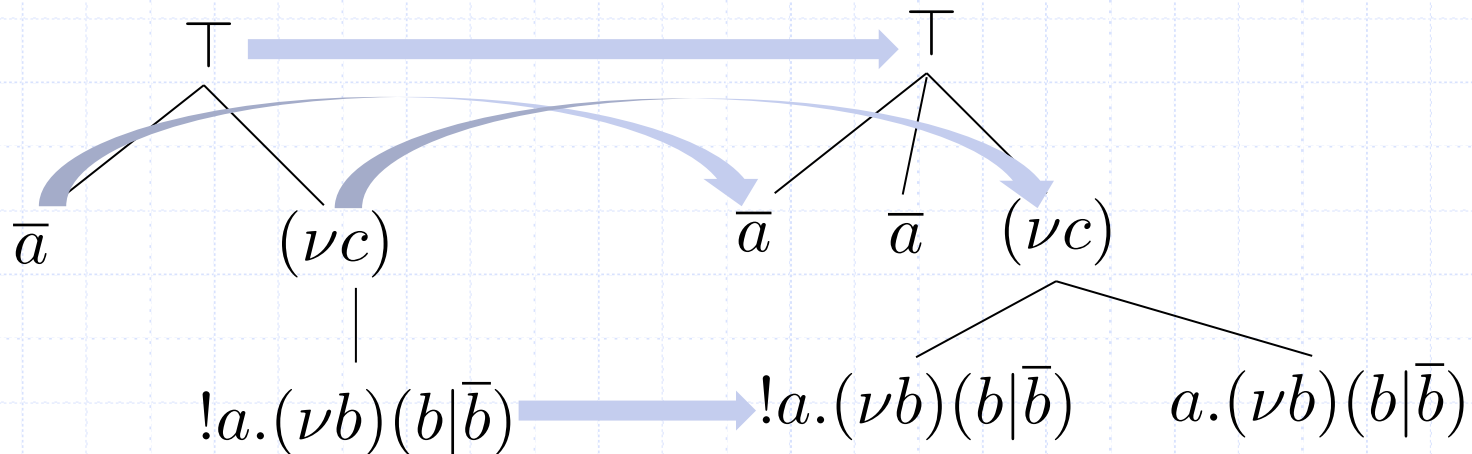 ⊤ ⊤
a̅ (νc) a̅ a̅ (νc)
!a.(νb)(b|b̅) !a.(νb)(b|b̅) a.(νb)(b|b̅)